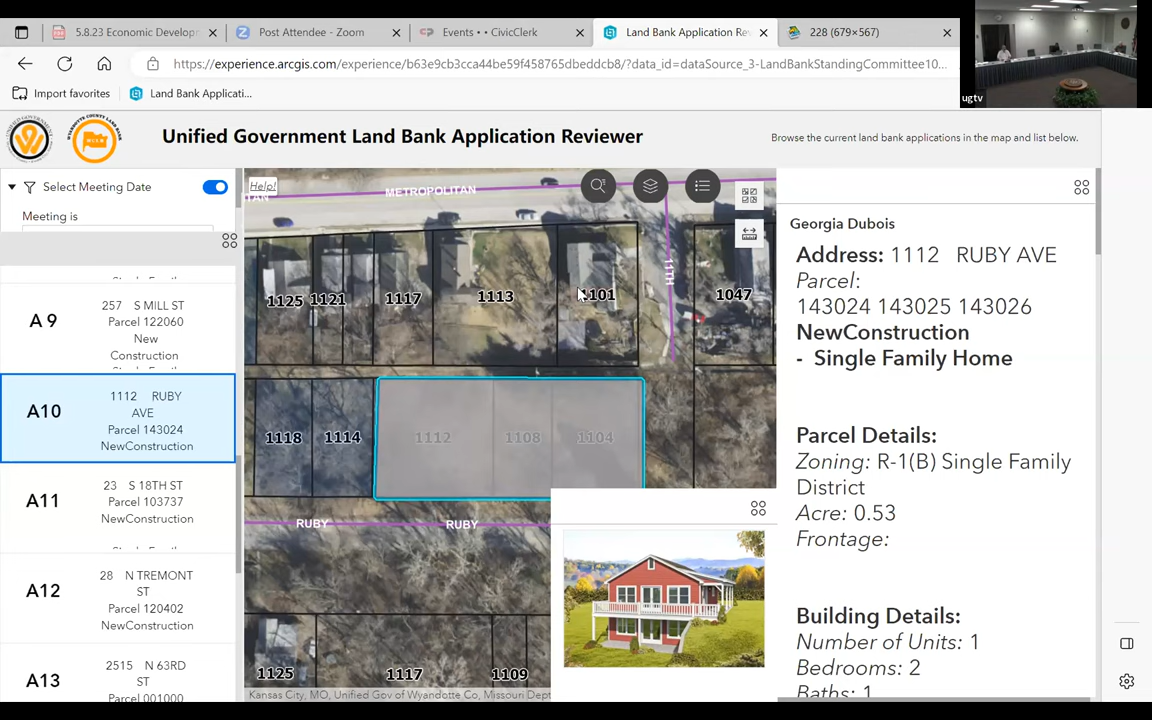 5.8.23 Economic Develop
Post Attendee - Zoom
Events • • CivicClerk
Land Bank Application Rev
228 (679×567)
https://experience.arcgis.com/experience/b63e9cb3cca44be59f458765dbeddcb8/?data_id=dataSource_3-LandBankStandingCommittee10...
ugtv
Import favorites
Land Bank Applicati...
Unified Government Land Bank Application Reviewer
Browse the current land bank applications in the map and list below.
Select Meeting Date
Meeting is
A 9
257 S MILL ST
Parcel 122060
New
Construction
A10
1112 RUBY
AVE
Parcel 143024
NewConstruction
A11
23 S 18TH ST
Parcel 103737
NewConstruction
A12
28 N TREMONT
ST
Parcel 120402
NewConstruction
A13
2515 N 63RD
ST
Parcel 001000
Help!
METROPOLITAN
TAN
11TH
1125 1121 1117 1113 1101 1047
1118 1114 1112 1108 1104
RUBY RUBY
1125 1117 1109
Kansas City, MO, Unified Gov of Wyandotte Co, Missouri Dept
Georgia Dubois
Address: 1112 RUBY AVE
Parcel:
143024 143025 143026
NewConstruction
- Single Family Home
Parcel Details:
Zoning: R-1(B) Single Family
District
Acre: 0.53
Frontage:
Building Details:
Number of Units: 1
Bedrooms: 2
Baths: 1